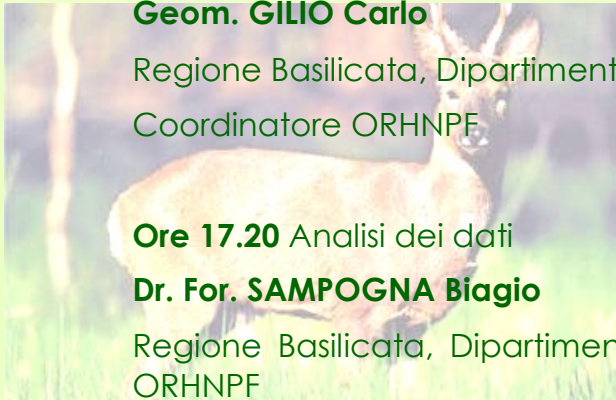 Geom. GILIO Carlo
Regione Basilicata, Dipartiment
Coordinatore ORHNPF
Ore 17.20 Analisi dei dati
Dr. For. SAMPOGNA Biagio
Regione Basilicata, Dipartimen
ORHNPF